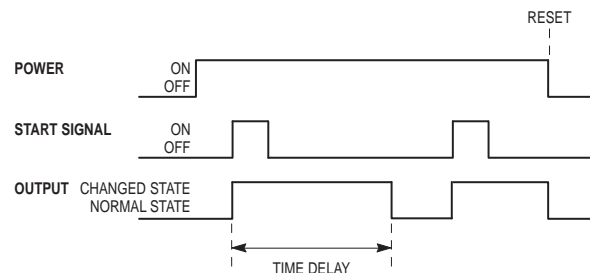 RESET
POWER ON
OFF
START SIGNAL ON
OFF
OUTPUT CHANGED STATE
NORMAL STATE
TIME DELAY